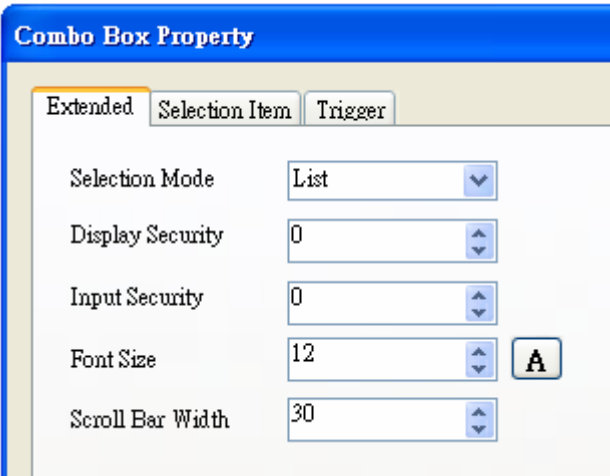 Combo Box Property
Extended Selection Item Trigger
Selection Mode List
Display Security 0
Input Security 0
Font Size 12 A
Scroll Bar Width 30